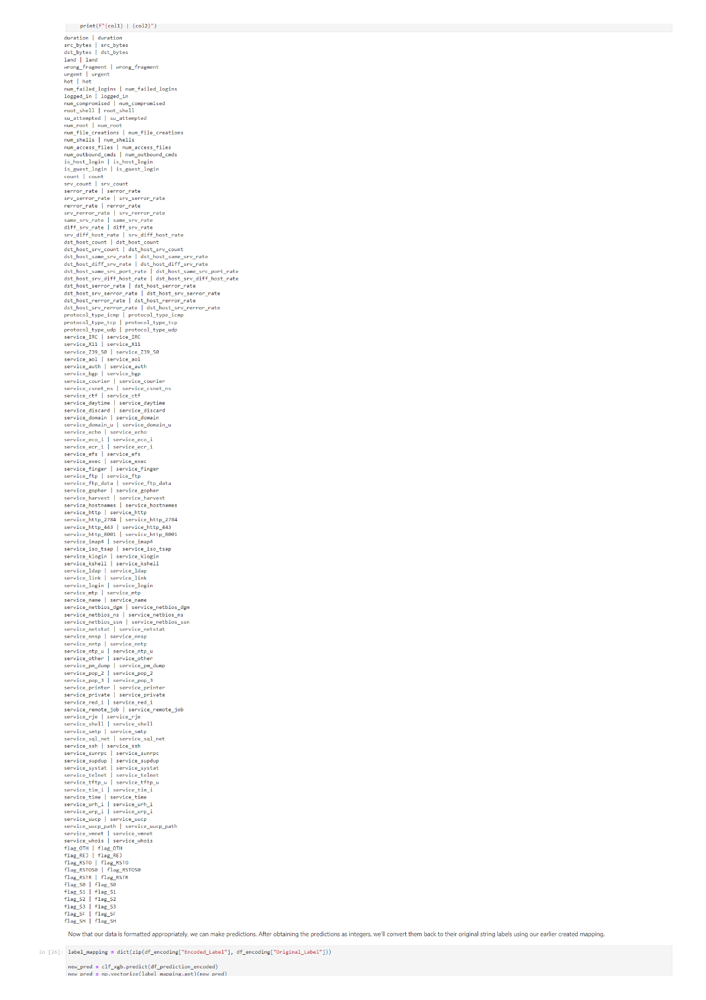 print(f"{col1} | {col2}")
duration | duration
src_bytes | src_bytes
dst_bytes | dst_bytes
land | land
wrong_fragment | wrong_fragment
urgent | urgent
hot | hot
num_failed_logins | num_failed_logins
logged_in | logged_in
num_compromised | num_compromised
root_shell | root_shell
su_attempted | su_attempted
num_root | num_root
num_file_creations | num_file_creations
num_shells | num_shells
num_access_files | num_access_files
num_outbound_cmds | num_outbound_cmds
is_host_login | is_host_login
is_guest_login | is_guest_login
count | count
srv_count | srv_count
serror_rate | serror_rate
srv_serror_rate | srv_serror_rate
rerror_rate | rerror_rate
srv_rerror_rate | srv_rerror_rate
same_srv_rate | same_srv_rate
diff_srv_rate | diff_srv_rate
srv_diff_host_rate | srv_diff_host_rate
dst_host_count | dst_host_count
dst_host_srv_count | dst_host_srv_count
dst_host_same_srv_rate | dst_host_same_srv_rate
dst_host_diff_srv_rate | dst_host_diff_srv_rate
dst_host_same_src_port_rate | dst_host_same_src_port_rate
dst_host_srv_diff_host_rate | dst_host_srv_diff_host_rate
dst_host_serror_rate | dst_host_serror_rate
dst_host_srv_serror_rate | dst_host_srv_serror_rate
dst_host_rerror_rate | dst_host_rerror_rate
dst_host_srv_rerror_rate | dst_host_srv_rerror_rate
protocol_type_icmp | protocol_type_icmp
protocol_type_tcp | protocol_type_tcp
protocol_type_udp | protocol_type_udp
service_IRC | service_IRC
service_X11 | service_X11
service_Z39_50 | service_Z39_50
service_aol | service_aol
service_auth | service_auth
service_bgp | service_bgp
service_courier | service_courier
service_csnet_ns | service_csnet_ns
service_ctf | service_ctf
service_daytime | service_daytime
service_discard | service_discard
service_domain | service_domain
service_domain_u | service_domain_u
service_echo | service_echo
service_eco_i | service_eco_i
service_ecr_i | service_ecr_i
service_efs | service_efs
service_exec | service_exec
service_finger | service_finger
service_ftp | service_ftp
service_ftp_data | service_ftp_data
service_gopher | service_gopher
service_harvest | service_harvest
service_hostnames | service_hostnames
service_http | service_http
service_http_2784 | service_http_2784
service_http_443 | service_http_443
service_http_8001 | service_http_8001
service_imap4 | service_imap4
service_iso_tsap | service_iso_tsap
service_klogin | service_klogin
service_kshell | service_kshell
service_ldap | service_ldap
service_link | service_link
service_login | service_login
service_mtp | service_mtp
service_name | service_name
service_netbios_dgm | service_netbios_dgm
service_netbios_ns | service_netbios_ns
service_netbios_ssn | service_netbios_ssn
service_netstat | service_netstat
service_nnsp | service_nnsp
service_nntp | service_nntp
service_ntp_u | service_ntp_u
service_other | service_other
service_pm_dump | service_pm_dump
service_pop_2 | service_pop_2
service_pop_3 | service_pop_3
service_printer | service_printer
service_private | service_private
service_red_i | service_red_i
service_remote_job | service_remote_job
service_rje | service_rje
service_shell | service_shell
service_smtp | service_smtp
service_sql_net | service_sql_net
service_ssh | service_ssh
service_sunrpc | service_sunrpc
service_supdup | service_supdup
service_systat | service_systat
service_telnet | service_telnet
service_tftp_u | service_tftp_u
service_tim_i | service_tim_i
service_time | service_time
service_urh_i | service_urh_i
service_urp_i | service_urp_i
service_uucp | service_uucp
service_uucp_path | service_uucp_path
service_vmnet | service_vmnet
service_whois | service_whois
flag_OTH | flag_OTH
flag_REJ | flag_REJ
flag_RSTO | flag_RSTO
flag_RSTOS0 | flag_RSTOS0
flag_RSTR | flag_RSTR
flag_S0 | flag_S0
flag_S1 | flag_S1
flag_S2 | flag_S2
flag_S3 | flag_S3
flag_SF | flag_SF
flag_SH | flag_SH
Now that our data is formatted appropriately, we can make predictions. After obtaining the predictions as integers, we'll convert them back to their original string labels using our earlier created mapping.
In [26]: label_mapping = dict(zip(df_encoding["Encoded_Label"], df_encoding["Original_Label"]))
new_pred = clf_xgb.predict(df_prediction_encoded)
new_pred = np.vectorize(label_mapping.get)(new_pred)